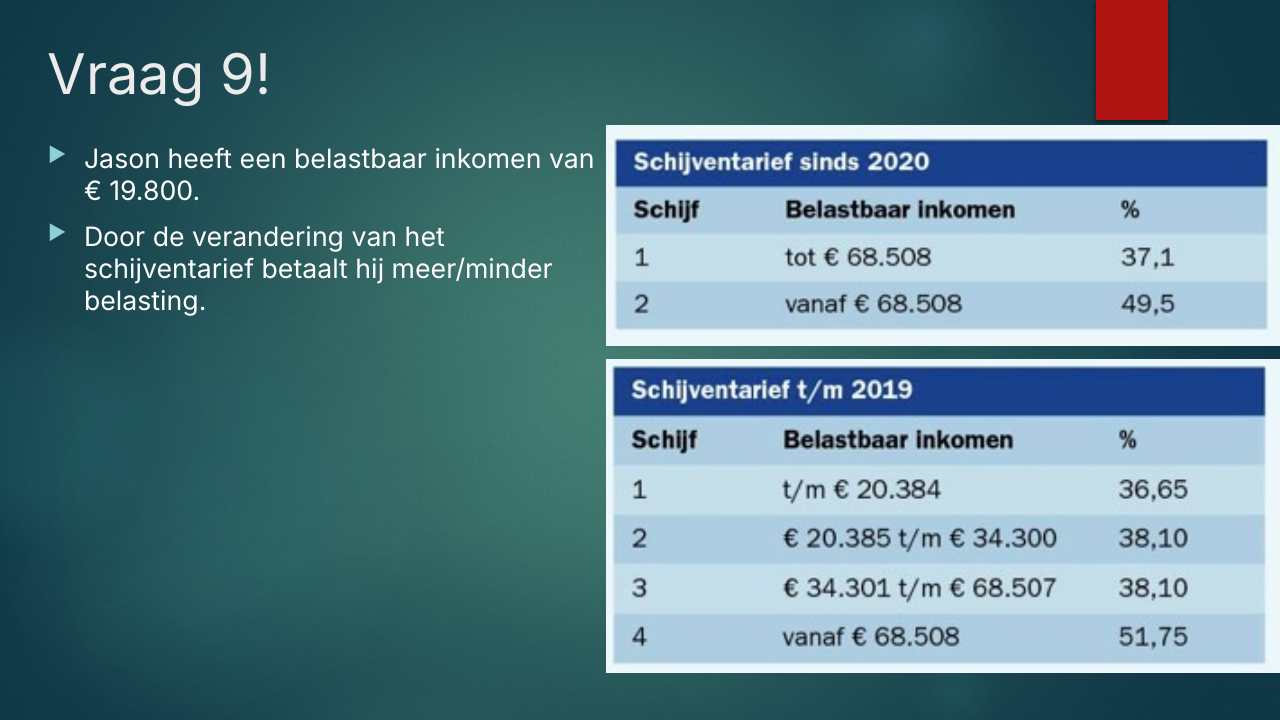 Vraag 9!
Jason heeft een belastbaar inkomen van
€ 19.800.
Door de verandering van het
schijventarief betaalt hij meer/minder
belasting.
Schijventarief sinds 2020
Schijf Belastbaar inkomen %
1 tot € 68.508 37,1
2 vanaf € 68.508 49,5
Schijventarief t/m 2019
Schijf Belastbaar inkomen %
1 t/m € 20.384 36,65
2 € 20.385 t/m € 34.300 38,10
3 € 34.301 t/m € 68.507 38,10
4 vanaf € 68.508 51,75